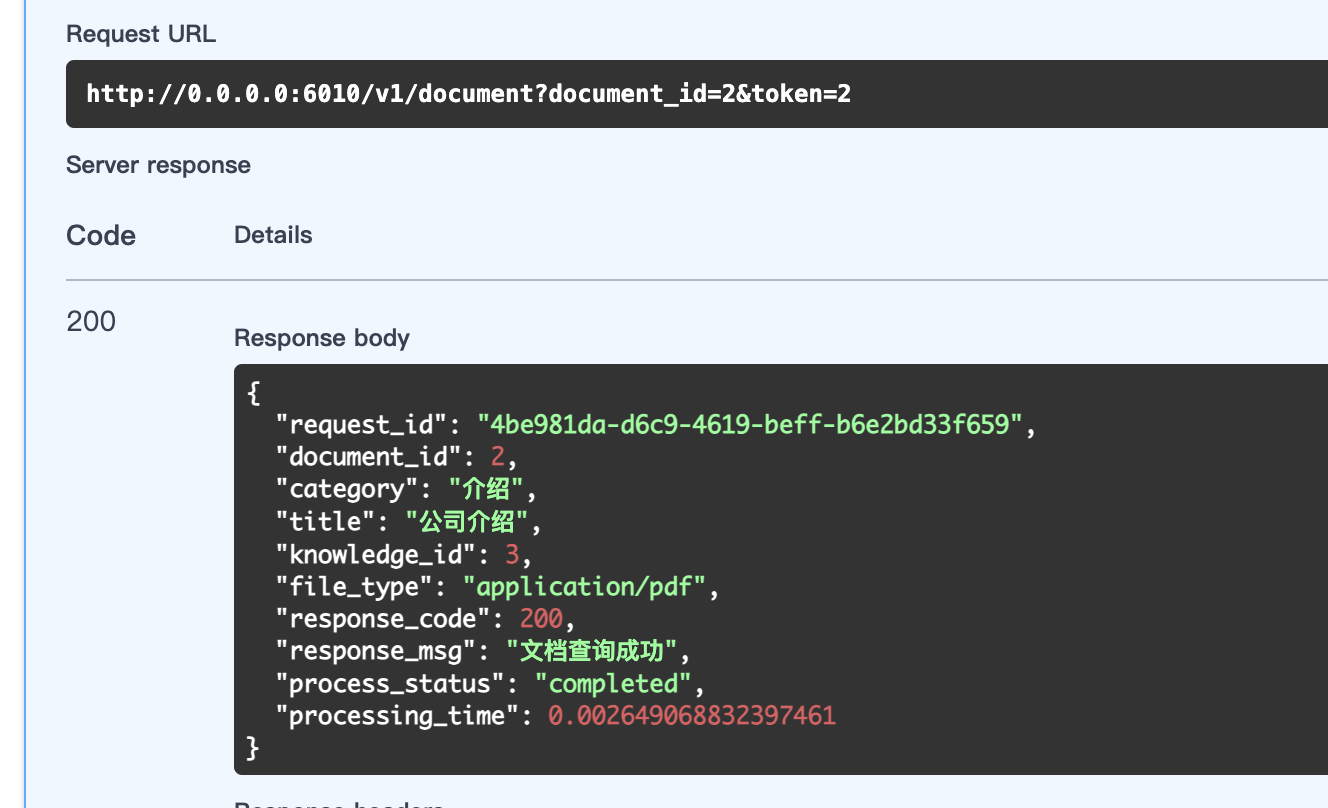 Request URL
http://0.0.0.0:6010/v1/document?document_id=2&token=2
Server response
Code Details
200
Response body
{
"request_id": "4be981da-d6c9-4619-beff-b6e2bd33f659",
"document_id": 2,
"category": "介绍",
"title": "公司介绍",
"knowledge_id": 3,
"file_type": "application/pdf",
"response_code": 200,
"response_msg": "文档查询成功",
"process_status": "completed",
"processing_time": 0.002649068832397461
}
Response headers